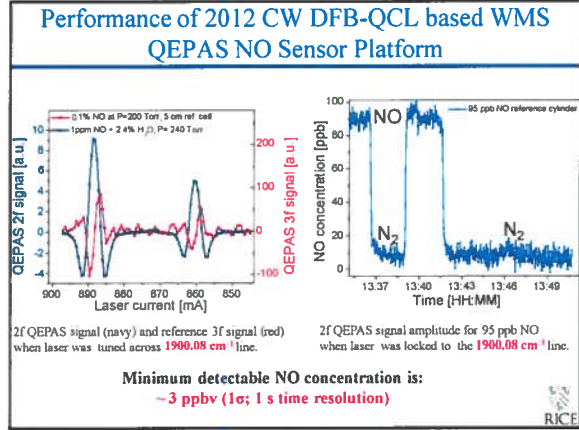 Performance of 2012 CW DFB-QCL based WMS
QEPAS NO Sensor Platform
0.1% NO at P=200 Torr, 5 cm ref cell
1ppm NO + 2.4% H2O, P= 240 Torr
QEPAS 2f signal [a.u.]
10
8
6
4
2
0
-2
-4
QEPAS 3f signal [a.u.]
200
100
0
-100
900 890 880 870 860 850
Laser current [mA]
95 ppb NO reference cylinder
NO concentration [ppb]
100
80
60
40
20
0
NO
N2
N2
13:37 13:40 13:43 13:46 13:49
Time [HH:MM]
2f QEPAS signal (navy) and reference 3f signal (red)
when laser was tuned across 1900.08 cm-1 line.
2f QEPAS signal amplitude for 95 ppb NO
when laser was locked to the 1900.08 cm-1 line.
Minimum detectable NO concentration is:
~3 ppbv (1σ; 1 s time resolution)
RICE